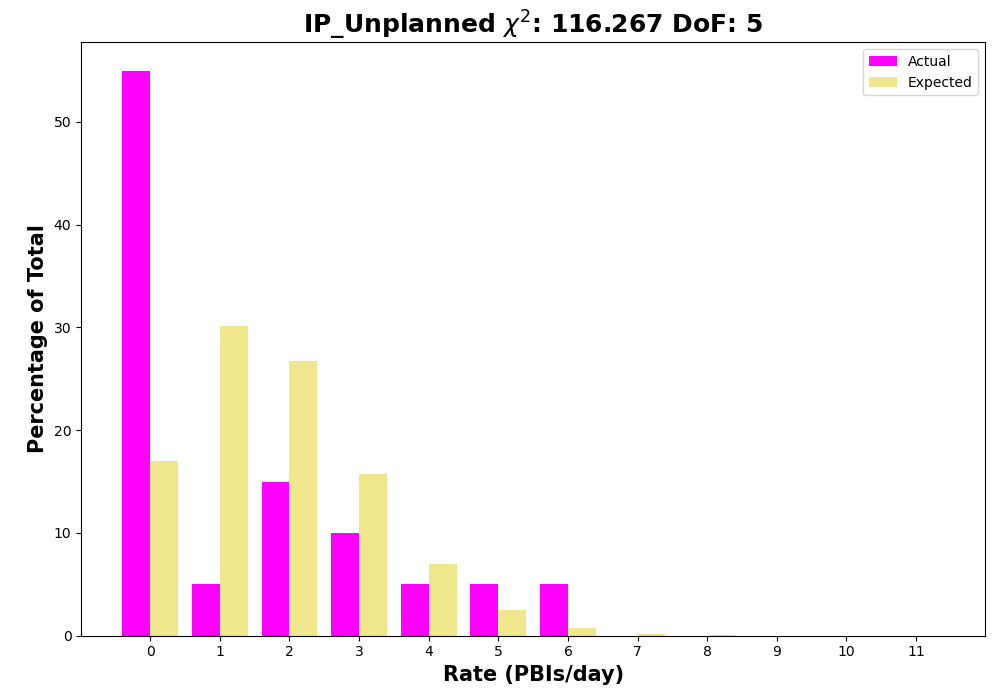 IP_Unplanned χ²: 116.267 DoF: 5
Actual
Expected
Percentage of Total
50
40
30
20
10
0
0 1 2 3 4 5 6 7 8 9 10 11
Rate (PBIs/day)